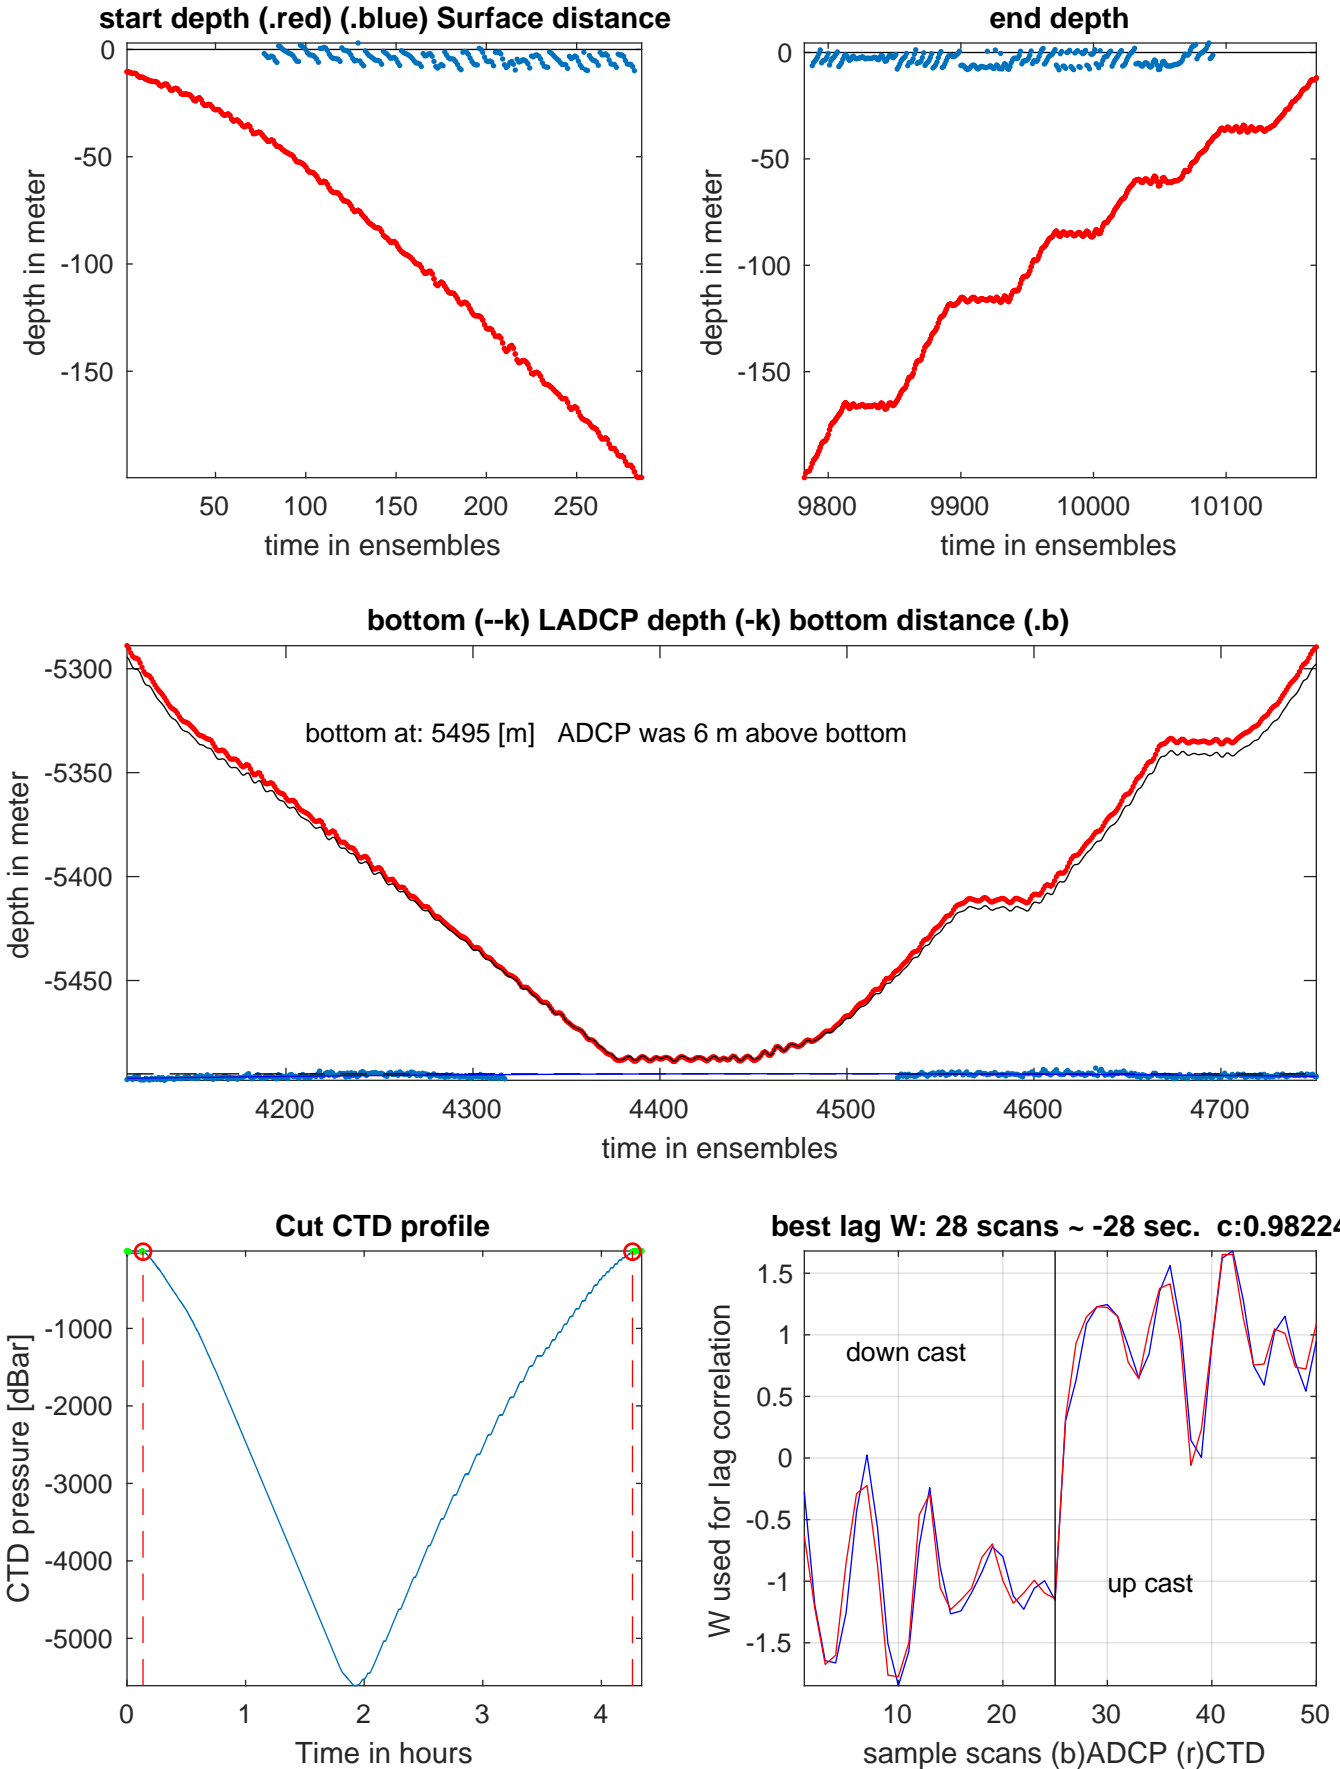 start depth (.red) (.blue) Surface distance
0
-50
-100
-150
depth in meter
50 100 150 200 250
time in ensembles
end depth
0
-50
-100
-150
depth in meter
9800 9900 10000 10100
time in ensembles
bottom (--k) LADCP depth (-k) bottom distance (.b)
bottom at: 5495 [m] ADCP was 6 m above bottom
-5300
-5350
-5400
-5450
depth in meter
4200 4300 4400 4500 4600 4700
time in ensembles
Cut CTD profile
-1000
-2000
-3000
-4000
-5000
CTD pressure [dBar]
0 1 2 3 4
Time in hours
best lag W: 28 scans ~ -28 sec. c:0.98224
1.5
1
0.5
0
-0.5
-1
-1.5
W used for lag correlation
down cast
up cast
10 20 30 40 50
sample scans (b)ADCP (r)CTD